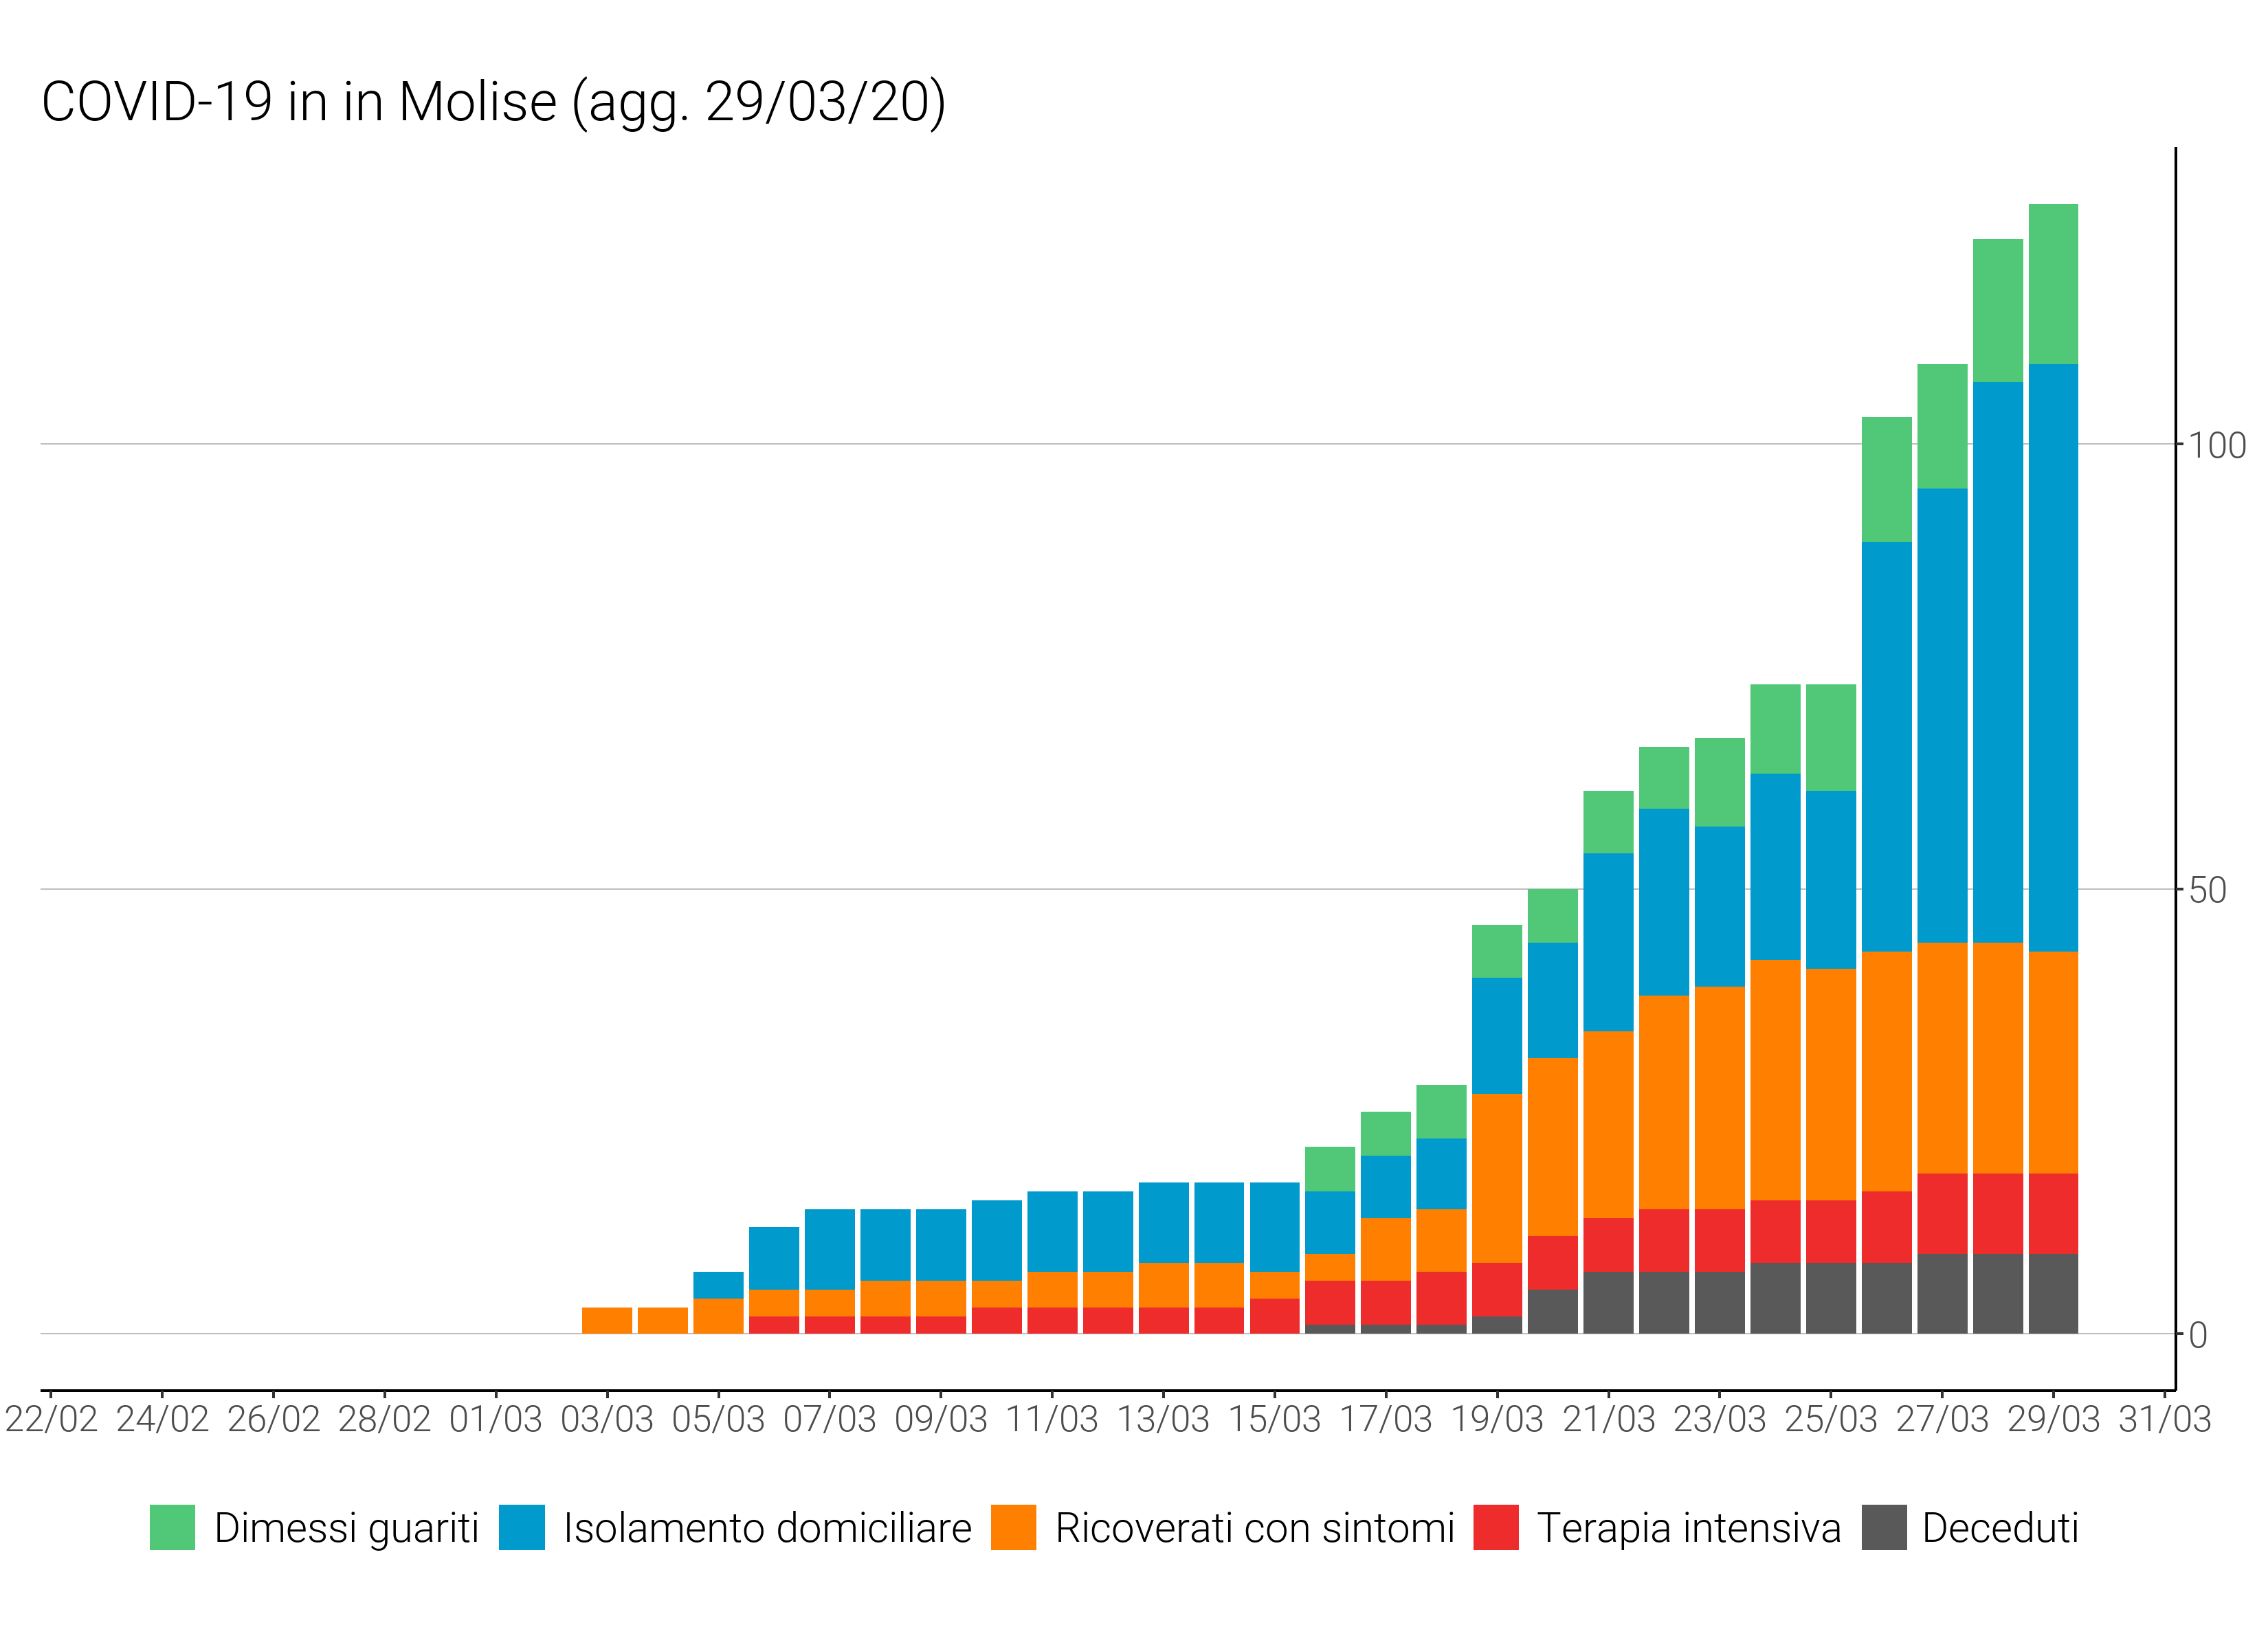 COVID-19 in in Molise (agg. 29/03/20)
100
50
0
22/02 24/02 26/02 28/02 01/03 03/03 05/03 07/03 09/03 11/03 13/03 15/03 17/03 19/03 21/03 23/03 25/03 27/03 29/03 31/03
Dimessi guariti Isolamento domiciliare Ricoverati con sintomi Terapia intensiva Deceduti